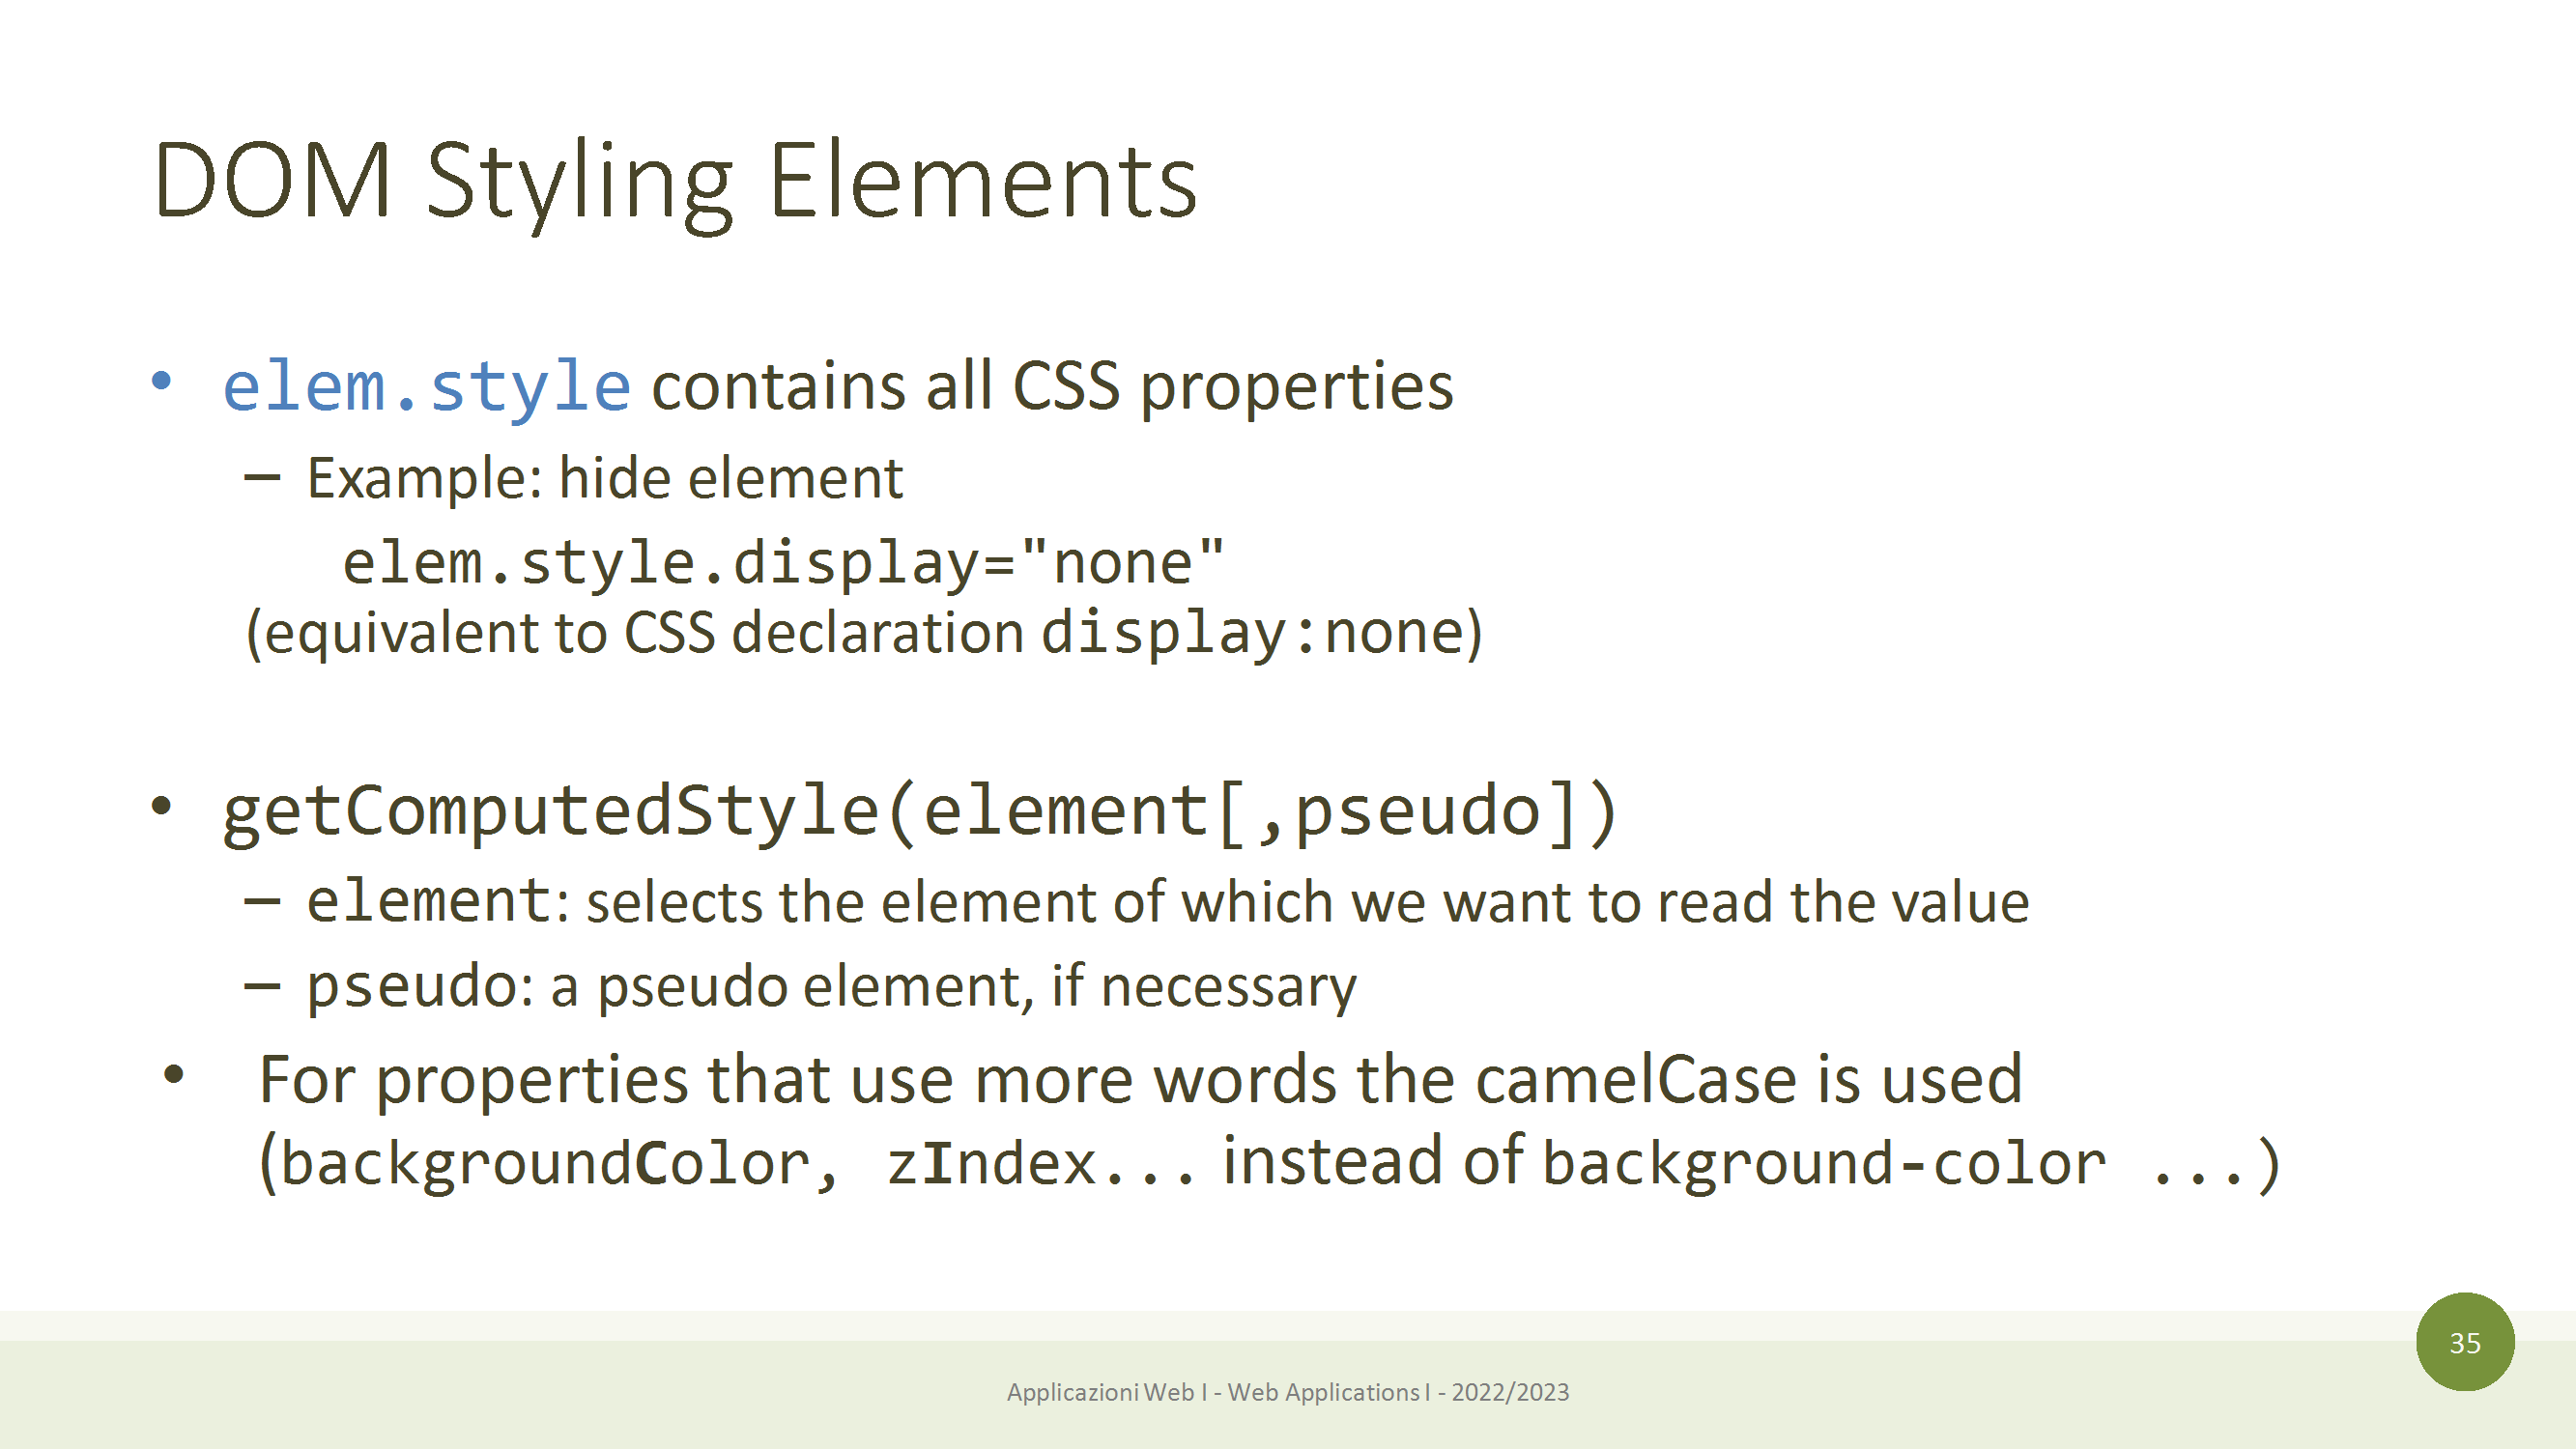 DOM Styling Elements
• elem.style contains all CSS properties
– Example: hide element
elem.style.display="none"
(equivalent to CSS declaration display:none)
• getComputedStyle(element[,pseudo])
– element: selects the element of which we want to read the value
– pseudo: a pseudo element, if necessary
• For properties that use more words the camelCase is used
(backgroundColor, zIndex... instead of background-color ...)
35
Applicazioni Web I - Web Applications I - 2022/2023